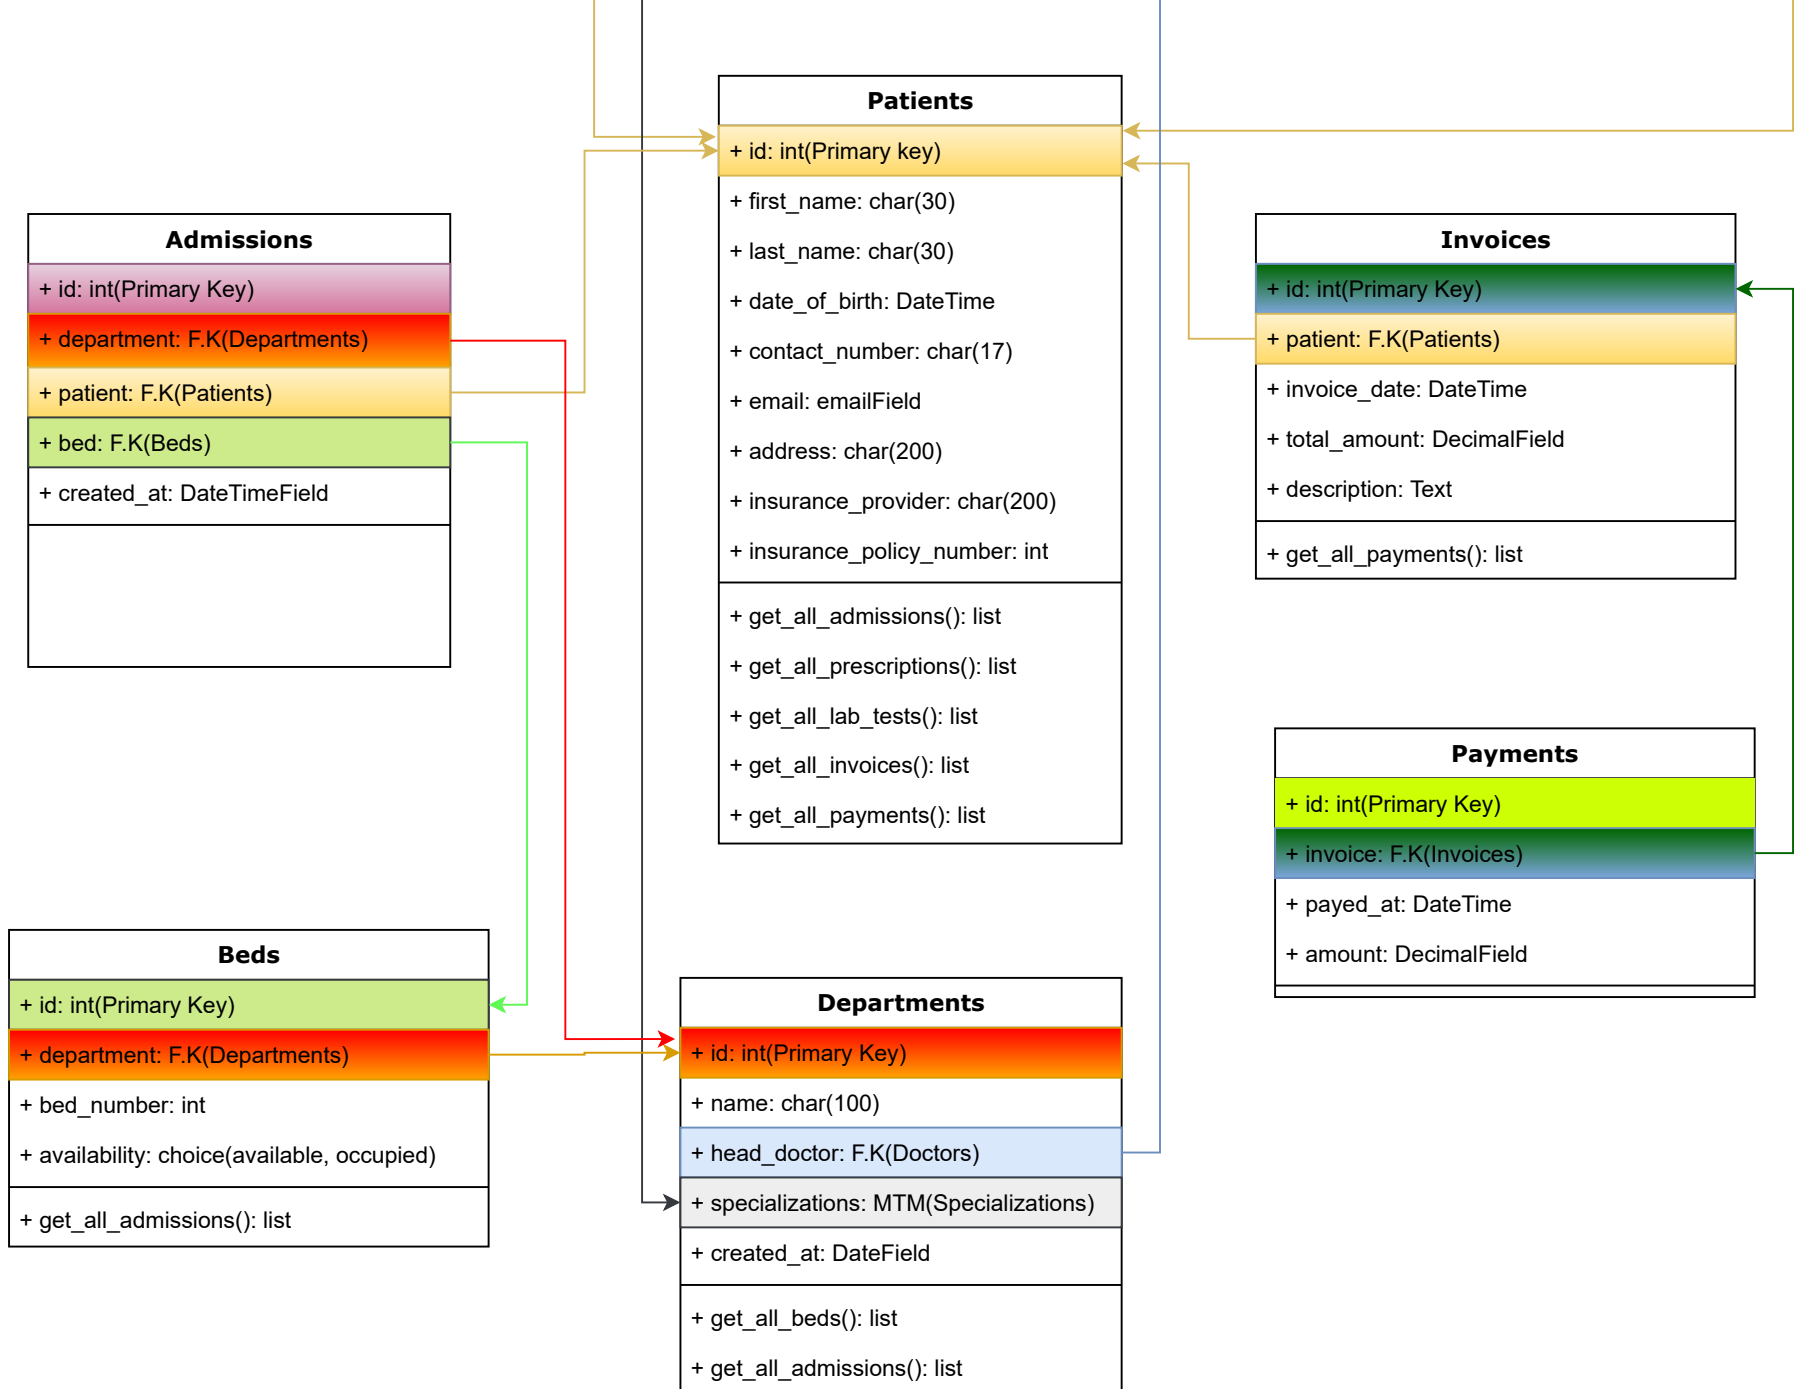 Patients
+ id: int(Primary key)
+ first_name: char(30)
+ last_name: char(30)
+ date_of_birth: DateTime
+ contact_number: char(17)
+ email: emailField
+ address: char(200)
+ insurance_provider: char(200)
+ insurance_policy_number: int
+ get_all_admissions(): list
+ get_all_prescriptions(): list
+ get_all_lab_tests(): list
+ get_all_invoices(): list
+ get_all_payments(): list
Admissions
+ id: int(Primary Key)
+ department: F.K(Departments)
+ patient: F.K(Patients)
+ bed: F.K(Beds)
+ created_at: DateTimeField
Invoices
+ id: int(Primary Key)
+ patient: F.K(Patients)
+ invoice_date: DateTime
+ total_amount: DecimalField
+ description: Text
+ get_all_payments(): list
Payments
+ id: int(Primary Key)
+ invoice: F.K(Invoices)
+ payed_at: DateTime
+ amount: DecimalField
Beds
+ id: int(Primary Key)
+ department: F.K(Departments)
+ bed_number: int
+ availability: choice(available, occupied)
+ get_all_admissions(): list
Departments
+ id: int(Primary Key)
+ name: char(100)
+ head_doctor: F.K(Doctors)
+ specializations: MTM(Specializations)
+ created_at: DateField
+ get_all_beds(): list
+ get_all_admissions(): list